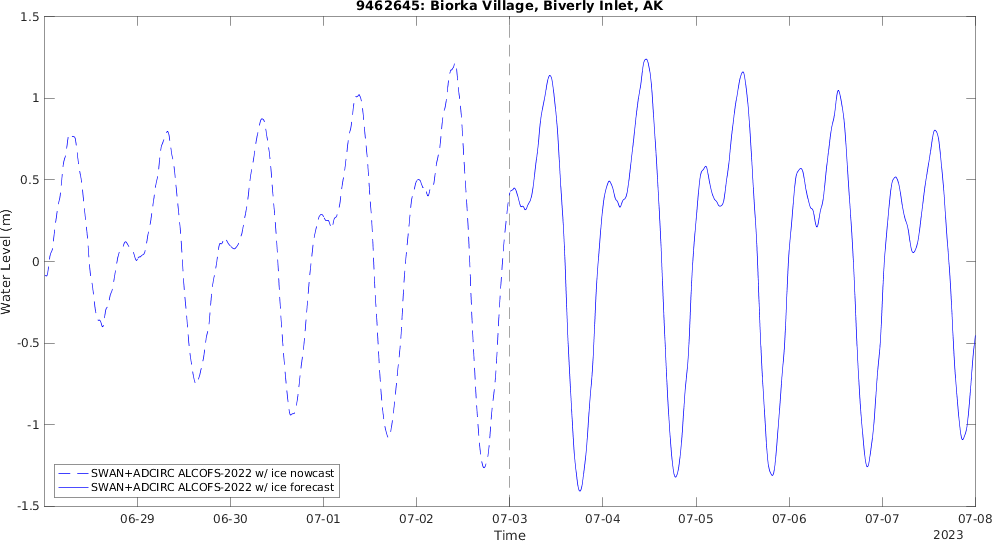 9462645: Biorka Village, Biverly Inlet, AK
1.5
1
0.5
0
-0.5
-1
-1.5
Water Level (m)
SWAN+ADCIRC ALCOFS-2022 w/ ice nowcast
SWAN+ADCIRC ALCOFS-2022 w/ ice forecast
06-29 06-30 07-01 07-02 07-03 07-04 07-05 07-06 07-07 07-08
Time
2023